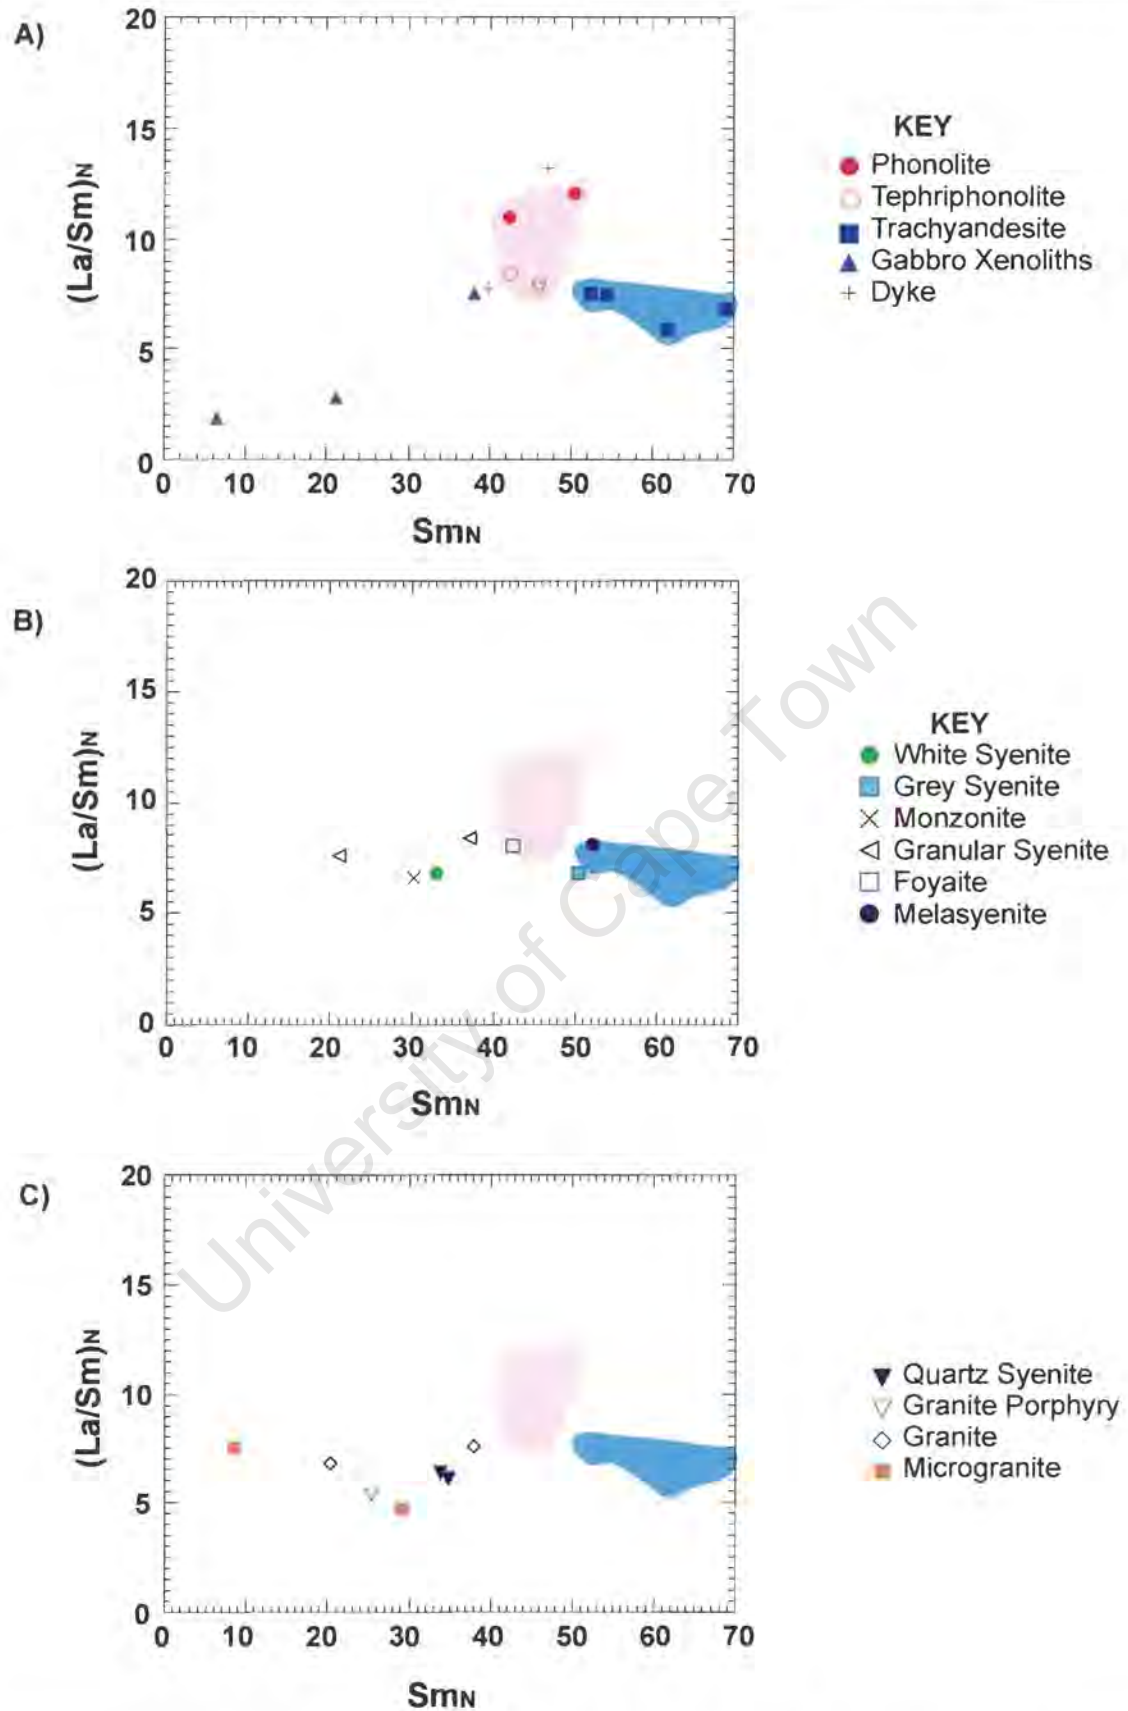 A)
20
15
10
5
0
0 10 20 30 40 50 60 70
(La/Sm)N
SmN
KEY
Phonolite
Tephriphonolite
Trachyandesite
Gabbro Xenoliths
Dyke
B)
20
15
10
5
0
0 10 20 30 40 50 60 70
(La/Sm)N
SmN
KEY
White Syenite
Grey Syenite
Monzonite
Granular Syenite
Foyaite
Melasyenite
C)
20
15
10
5
0
0 10 20 30 40 50 60 70
(La/Sm)N
SmN
Quartz Syenite
Granite Porphyry
Granite
Microgranite
University of Cape Town